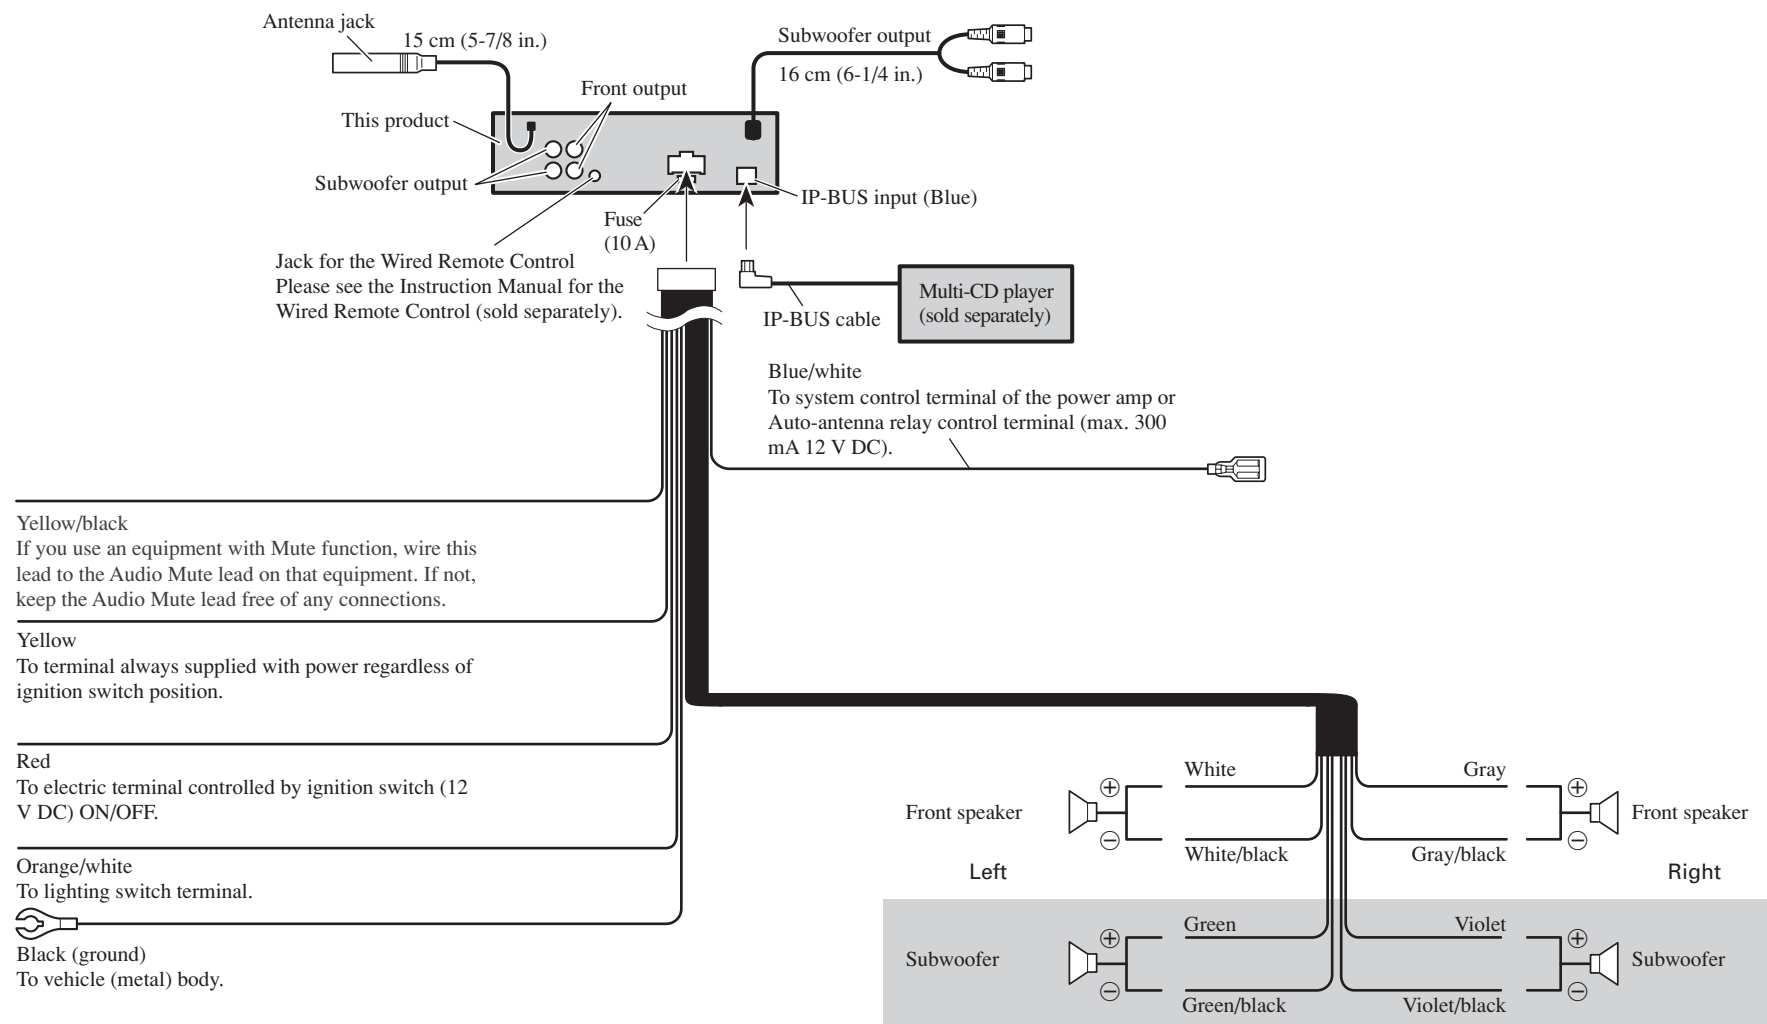 Antenna jack
15 cm (5-7/8 in.)
Subwoofer output
16 cm (6-1/4 in.)
Front output
This product
Subwoofer output
IP-BUS input (Blue)
Fuse
(10 A)
Jack for the Wired Remote Control
Please see the Instruction Manual for the
Wired Remote Control (sold separately).
Multi-CD player
(sold separately)
IP-BUS cable
Blue/white
To system control terminal of the power amp or
Auto-antenna relay control terminal (max. 300
mA 12 V DC).
Yellow/black
If you use an equipment with Mute function, wire this
lead to the Audio Mute lead on that equipment. If not,
keep the Audio Mute lead free of any connections.
Yellow
To terminal always supplied with power regardless of
ignition switch position.
Red
To electric terminal controlled by ignition switch (12
V DC) ON/OFF.
Orange/white
To lighting switch terminal.
Black (ground)
To vehicle (metal) body.
White
Gray
+
+
Front speaker
Front speaker
−
−
White/black
Gray/black
Left
Right
Green
Violet
+
+
Subwoofer
Subwoofer
−
−
Green/black
Violet/black